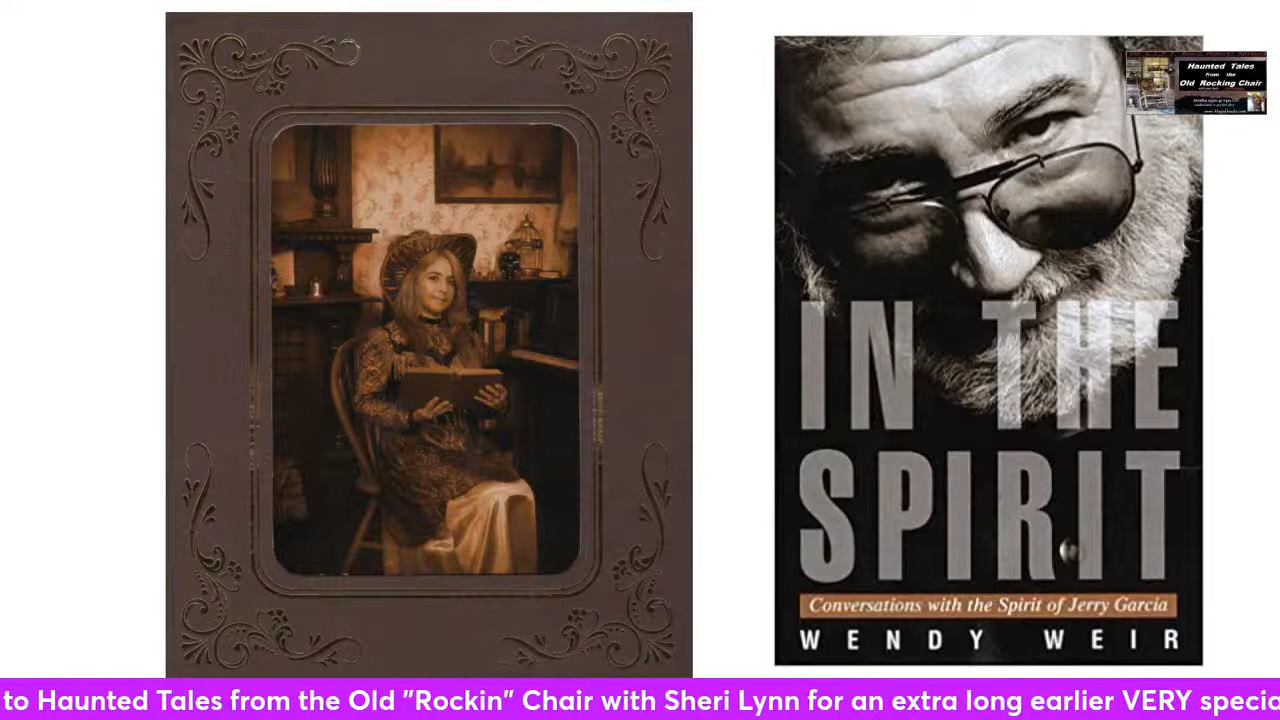 Haunted Tales
from the
Old Rocking Chair
IN THE
SPIRIT
Conversations with the Spirit of Jerry Garcia
WENDY WEIR
to Haunted Tales from the Old "Rockin" Chair with Sheri Lynn for an extra long earlier VERY specia